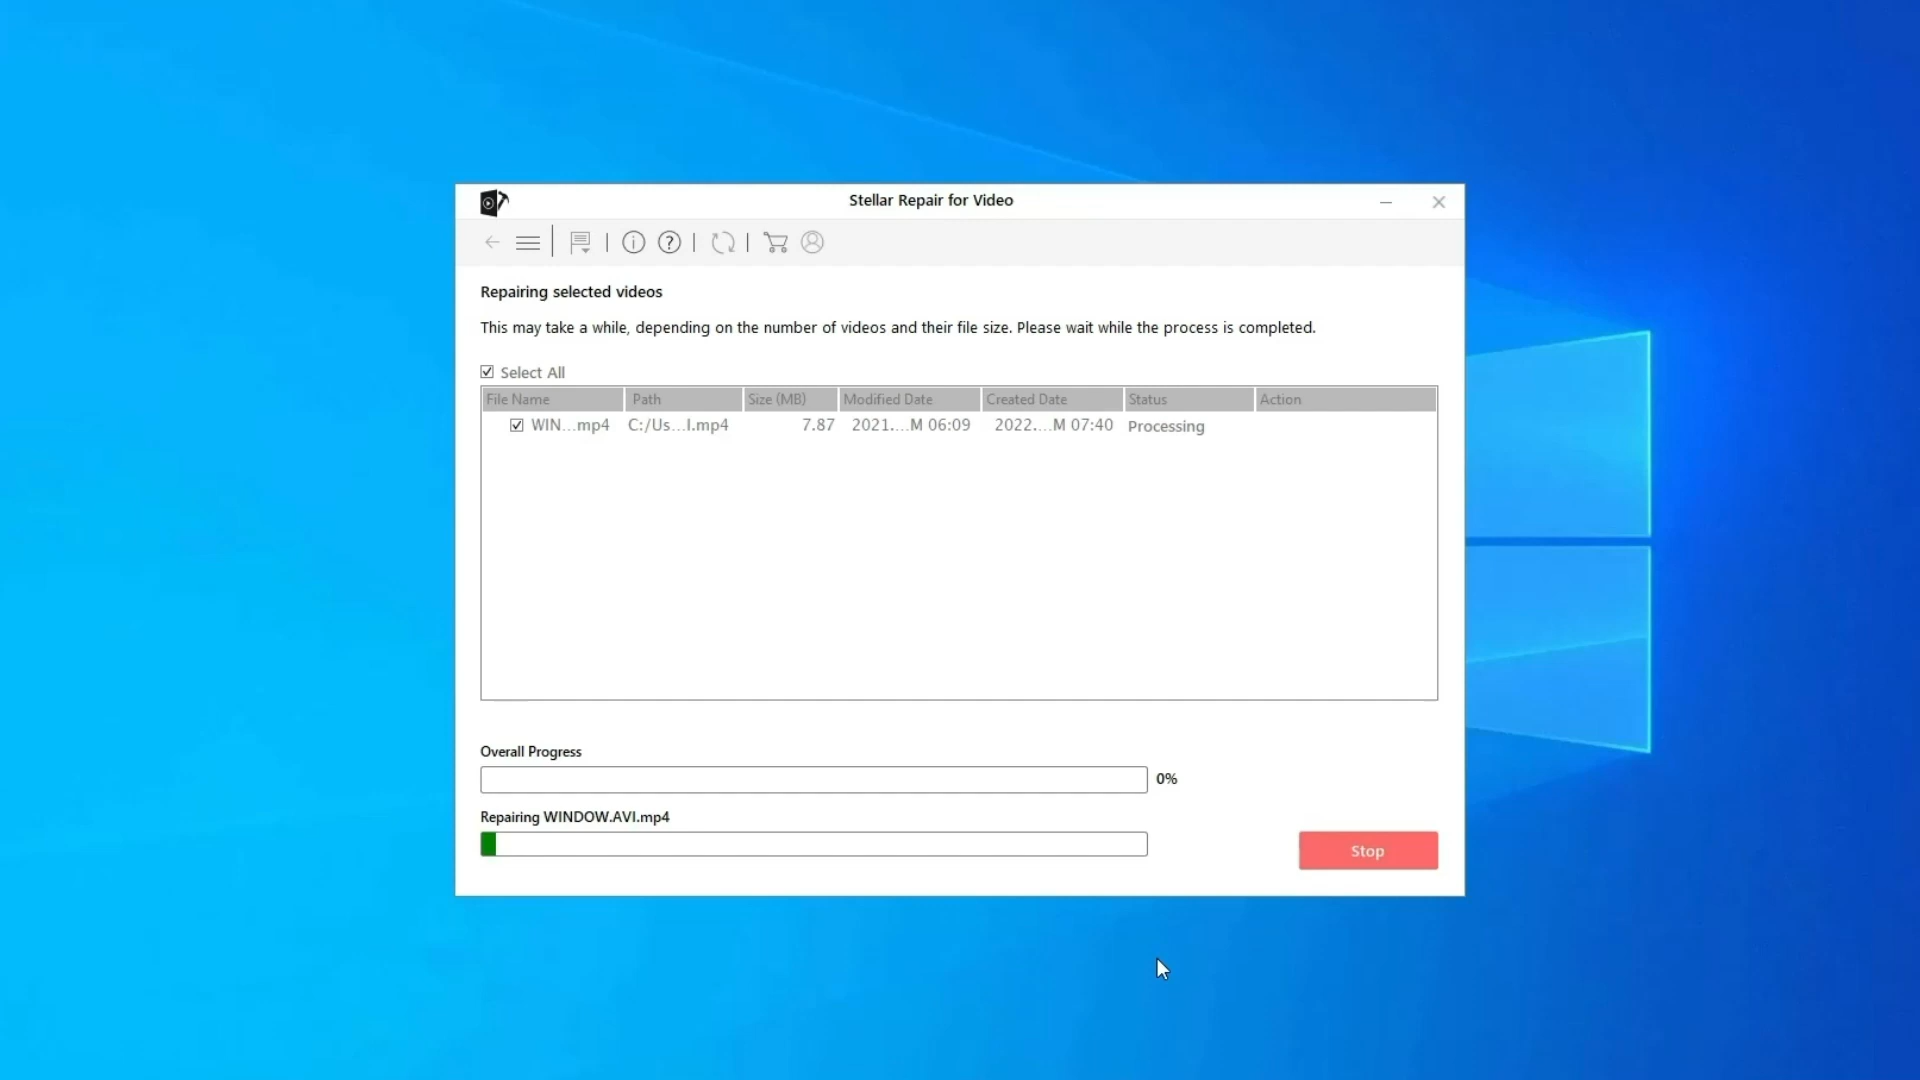 Stellar Repair for Video
Repairing selected videos
This may take a while, depending on the number of videos and their file size. Please wait while the process is completed.
Select All
File Name Path Size (MB) Modified Date Created Date Status Action
WIN...mp4 C:/Us...I.mp4 7.87 2021....M 06:09 2022....M 07:40 Processing
Overall Progress
0%
Repairing WINDOW.AVI.mp4
Stop